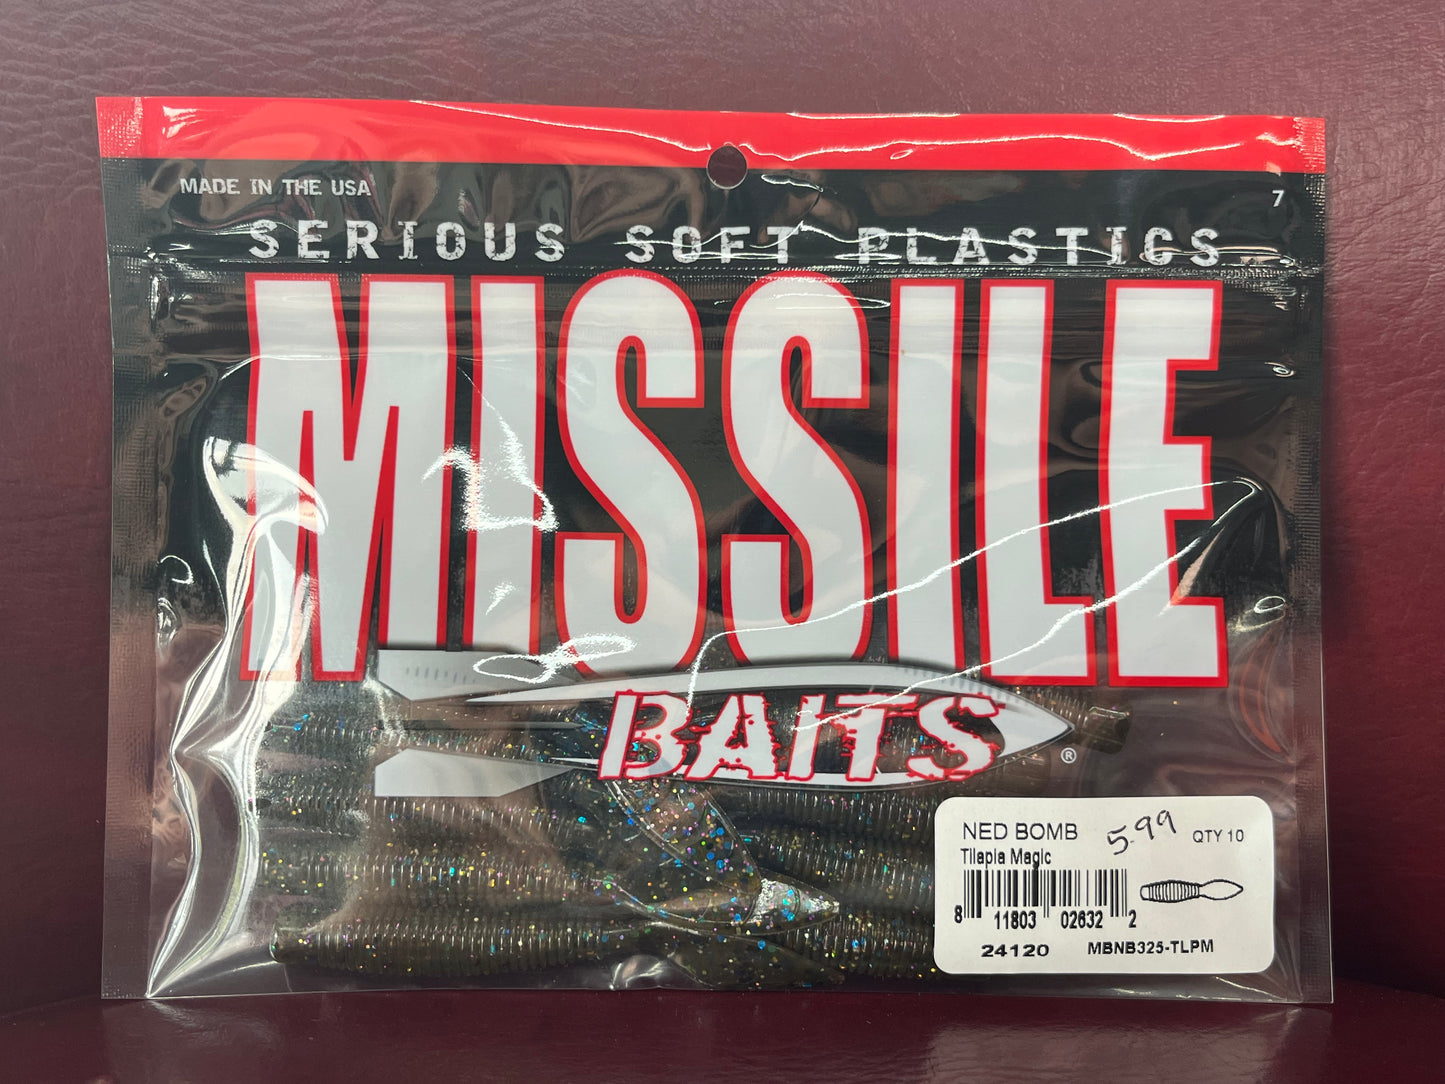 MADE IN THE USA
7
SERIOUS SOFT PLASTICS
MISSILE
BAITS
®
NED BOMB 5.99 QTY 10
Tilapia Magic
8 11803 02632 2
24120 MBNB325-TLPM